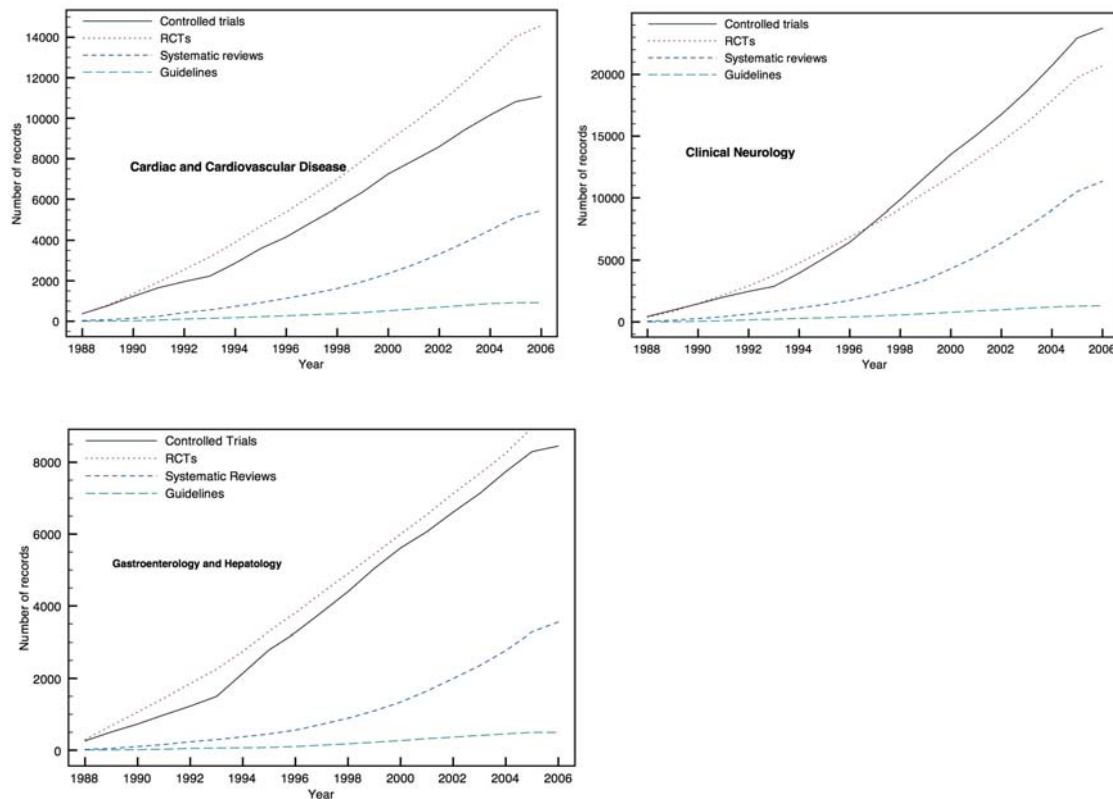 Controlled trials
RCTs
Systematic reviews
Guidelines
14000
12000
10000
8000
6000
4000
2000
0
Number of records
Cardiac and Cardiovascular Disease
1988 1990 1992 1994 1996 1998 2000 2002 2004 2006
Year
Controlled trials
RCTs
Systematic reviews
Guidelines
20000
15000
10000
5000
0
Number of records
Clinical Neurology
1988 1990 1992 1994 1996 1998 2000 2002 2004 2006
Year
Controlled Trials
RCTs
Systematic Reviews
Guidelines
8000
6000
4000
2000
0
Number of records
Gastroenterology and Hepatology
1988 1990 1992 1994 1996 1998 2000 2002 2004 2006
Year